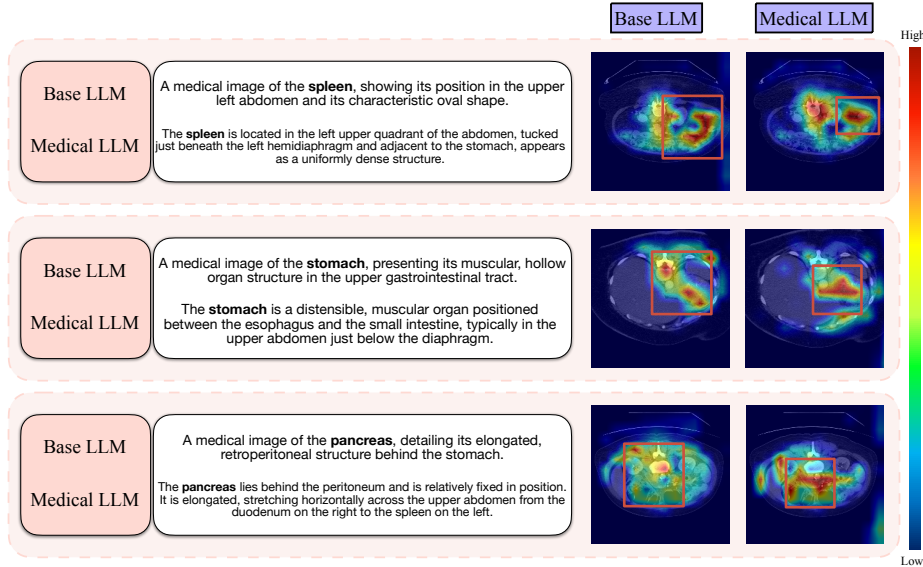 Base LLM
Medical LLM
High
Base LLM
Medical LLM
A medical image of the spleen, showing its position in the upper
left abdomen and its characteristic oval shape.
The spleen is located in the left upper quadrant of the abdomen, tucked
just beneath the left hemidiaphragm and adjacent to the stomach, appears
as a uniformly dense structure.
Base LLM
Medical LLM
A medical image of the stomach, presenting its muscular, hollow
organ structure in the upper gastrointestinal tract.
The stomach is a distensible, muscular organ positioned
between the esophagus and the small intestine, typically in the
upper abdomen just below the diaphragm.
Base LLM
Medical LLM
A medical image of the pancreas, detailing its elongated,
retroperitoneal structure behind the stomach.
The pancreas lies behind the peritoneum and is relatively fixed in position.
It is elongated, stretching horizontally across the upper abdomen from the
duodenum on the right to the spleen on the left.
Low